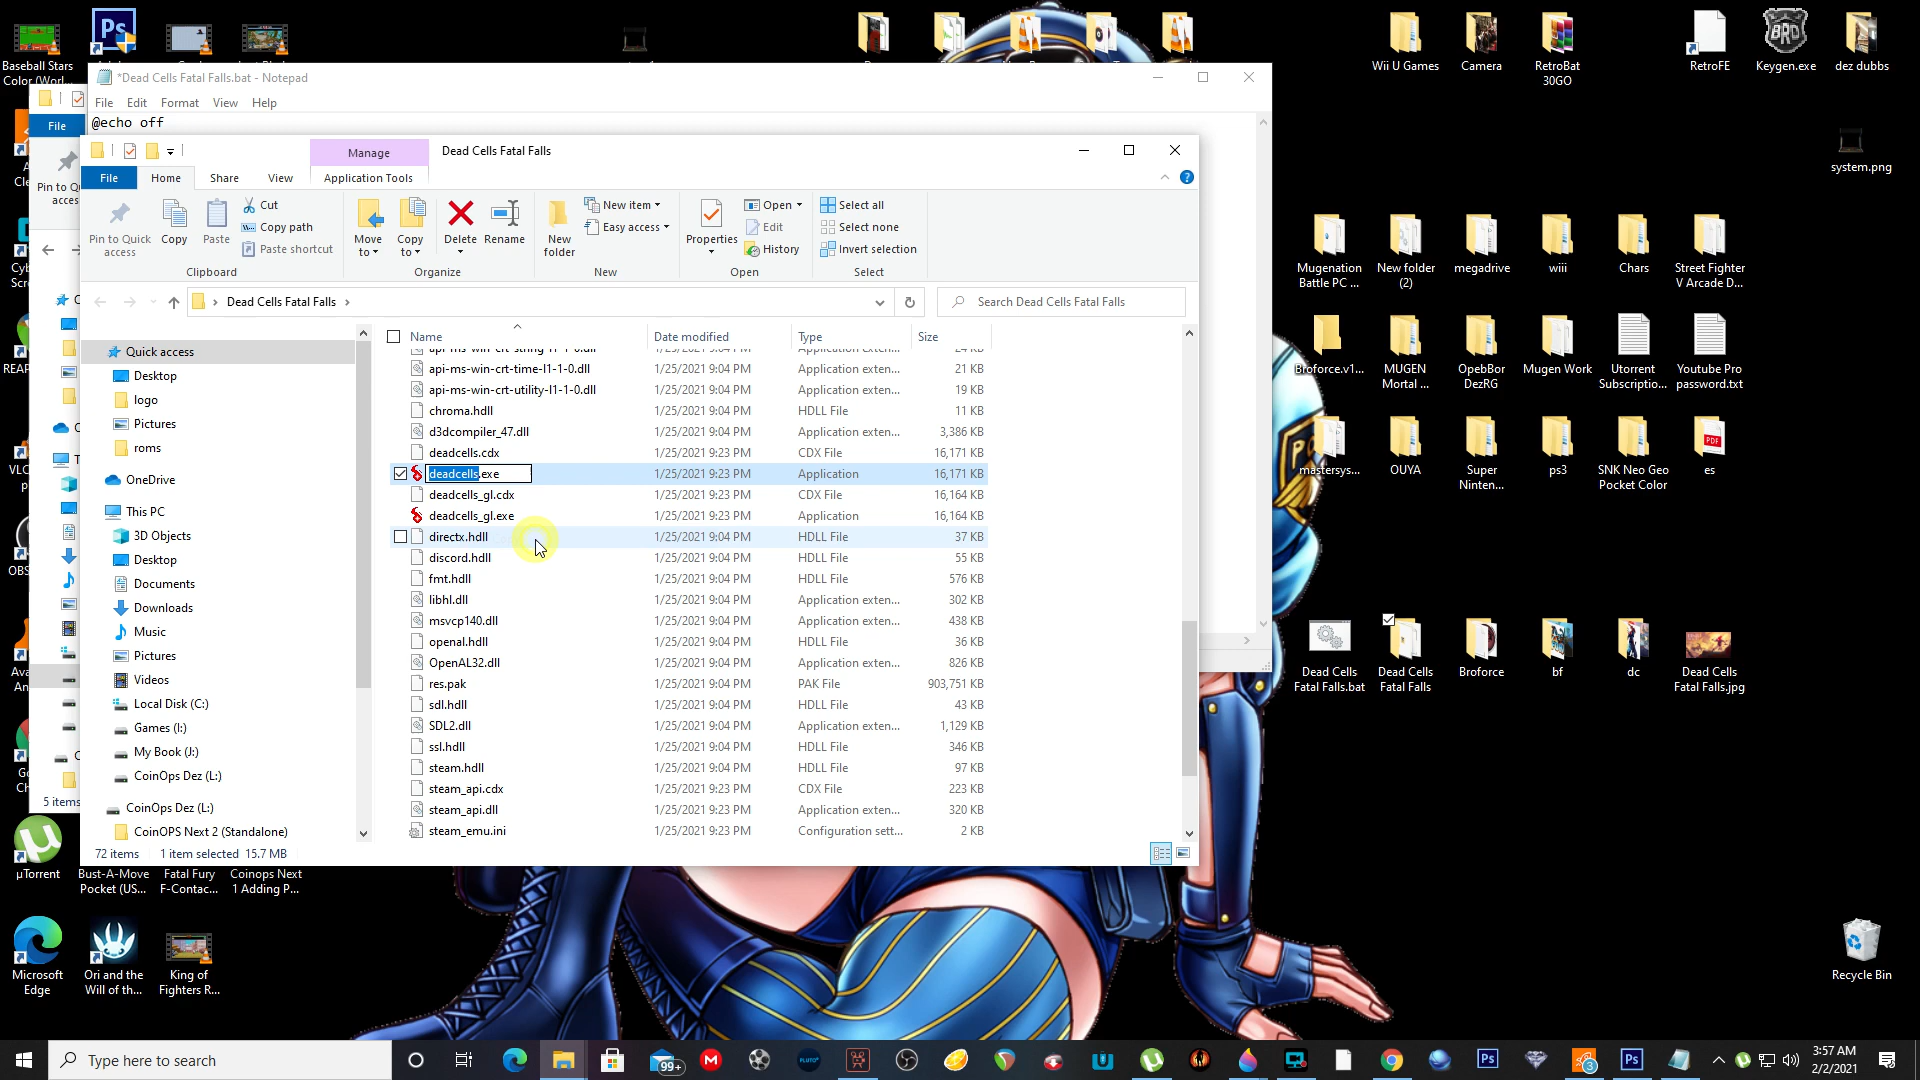 Baseball Stars
Color (Worl...
Wii U Games
Camera
RetroBat
30GO
RetroFE
Keygen.exe
dez dubbs
*Dead Cells Fatal Falls.bat - Notepad
File Edit Format View Help
@echo off
File
Pin to Qu
access
Manage
Dead Cells Fatal Falls
File Home Share View Application Tools
Pin to Quick
access
Copy
Paste
Cut
Copy path
Paste shortcut
Clipboard
Move
to
Copy
to
Delete
Rename
Organize
New
folder
New item
Easy access
New
Properties
Open
Edit
History
Open
Select all
Select none
Invert selection
Select
Dead Cells Fatal Falls
Search Dead Cells Fatal Falls
Name Date modified Type Size
Quick access
Desktop
logo
Pictures
roms
OneDrive
This PC
3D Objects
Desktop
Documents
Downloads
Music
Pictures
Videos
Local Disk (C:)
Games (I:)
My Book (J:)
CoinOps Dez (L:)
CoinOps Dez (L:)
CoinOPS Next 2 (Standalone)
api-ms-win-crt-string-l1-1-0.dll 1/25/2021 9:04 PM Application exten... 24 KB
api-ms-win-crt-time-l1-1-0.dll 1/25/2021 9:04 PM Application exten... 21 KB
api-ms-win-crt-utility-l1-1-0.dll 1/25/2021 9:04 PM Application exten... 19 KB
chroma.hdll 1/25/2021 9:04 PM HDLL File 11 KB
d3dcompiler_47.dll 1/25/2021 9:04 PM Application exten... 3,386 KB
deadcells.cdx 1/25/2021 9:23 PM CDX File 16,171 KB
deadcells.exe 1/25/2021 9:23 PM Application 16,171 KB
deadcells_gl.cdx 1/25/2021 9:23 PM CDX File 16,164 KB
deadcells_gl.exe 1/25/2021 9:23 PM Application 16,164 KB
directx.hdll 1/25/2021 9:04 PM HDLL File 37 KB
discord.hdll 1/25/2021 9:04 PM HDLL File 55 KB
fmt.hdll 1/25/2021 9:04 PM HDLL File 576 KB
libhl.dll 1/25/2021 9:04 PM Application exten... 302 KB
msvcp140.dll 1/25/2021 9:04 PM Application exten... 438 KB
openal.hdll 1/25/2021 9:04 PM HDLL File 36 KB
OpenAL32.dll 1/25/2021 9:04 PM Application exten... 826 KB
res.pak 1/25/2021 9:04 PM PAK File 903,751 KB
sdl.hdll 1/25/2021 9:04 PM HDLL File 43 KB
SDL2.dll 1/25/2021 9:04 PM Application exten... 1,129 KB
ssl.hdll 1/25/2021 9:04 PM HDLL File 346 KB
steam.hdll 1/25/2021 9:04 PM HDLL File 97 KB
steam_api.cdx 1/25/2021 9:23 PM CDX File 223 KB
steam_api.dll 1/25/2021 9:23 PM Application exten... 320 KB
steam_emu.ini 1/25/2021 9:23 PM Configuration sett... 2 KB
72 items 1 item selected 15.7 MB
5 items
system.png
Mugenation
Battle PC ...
New folder
(2)
megadrive
wiii
Chars
Street Fighter
V Arcade D...
Broforce.v1...
MUGEN
Mortal ...
OpebBor
DezRG
Mugen Work
Utorrent
Subscriptio...
Youtube Pro
password.txt
mastersys...
OUYA
Super
Ninten...
ps3
SNK Neo Geo
Pocket Color
es
Dead Cells
Fatal Falls.bat
Dead Cells
Fatal Falls
Broforce
bf
dc
Dead Cells
Fatal Falls.jpg
µTorrent
Bust-A-Move
Pocket (US...
Fatal Fury
F-Contac...
Coinops Next
1 Adding P...
Microsoft
Edge
Ori and the
Will of th...
King of
Fighters R...
Recycle Bin
Type here to search
99+
3:57 AM
2/2/2021